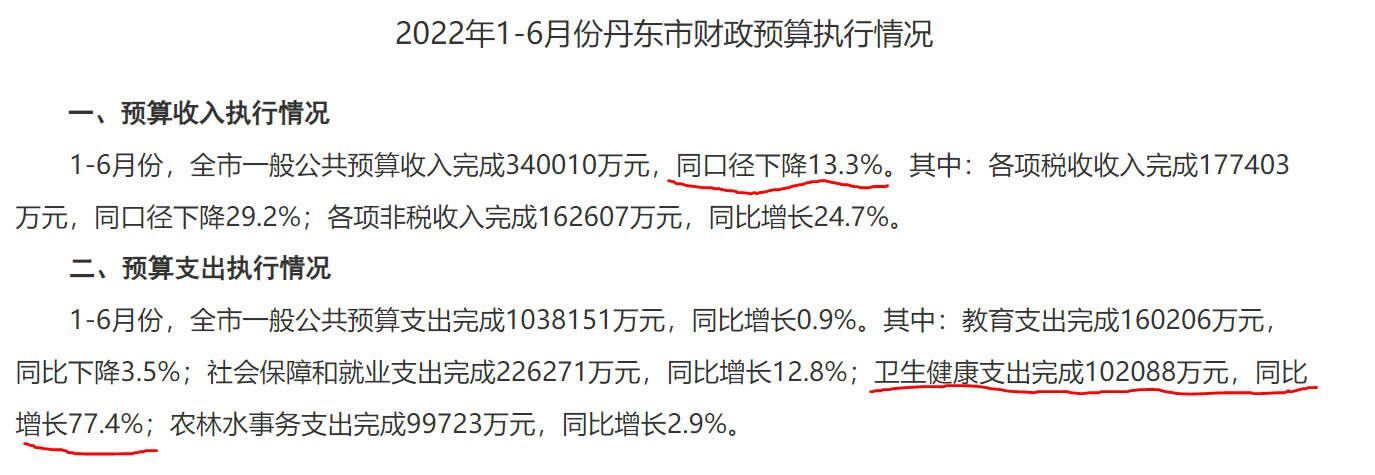 2022年1-6月份丹东市财政预算执行情况
一、预算收入执行情况
1-6月份，全市一般公共预算收入完成340010万元，同口径下降13.3%。其中：各项税收收入完成177403
万元，同口径下降29.2%；各项非税收入完成162607万元，同比增长24.7%。
二、预算支出执行情况
1-6月份，全市一般公共预算支出完成1038151万元，同比增长0.9%。其中：教育支出完成160206万元，
同比下降3.5%；社会保障和就业支出完成226271万元，同比增长12.8%；卫生健康支出完成102088万元，同比
增长77.4%；农林水事务支出完成99723万元，同比增长2.9%。